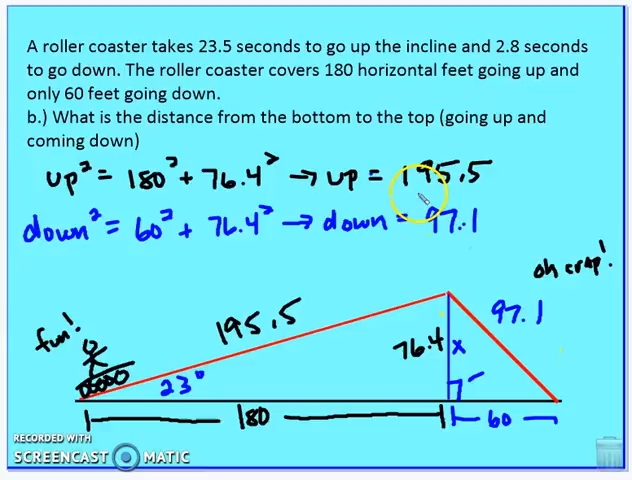 A roller coaster takes 23.5 seconds to go up the incline and 2.8 seconds
to go down. The roller coaster covers 180 horizontal feet going up and
only 60 feet going down.
b.) What is the distance from the bottom to the top (going up and
coming down)
up² = 180² + 76.4² → up = 195.5
down² = 60² + 76.4² → down = 97.1
oh crap!
fun!
195.5
97.1
76.4 x
23°
180
60
RECORDED WITH
SCREENCAST MATIC